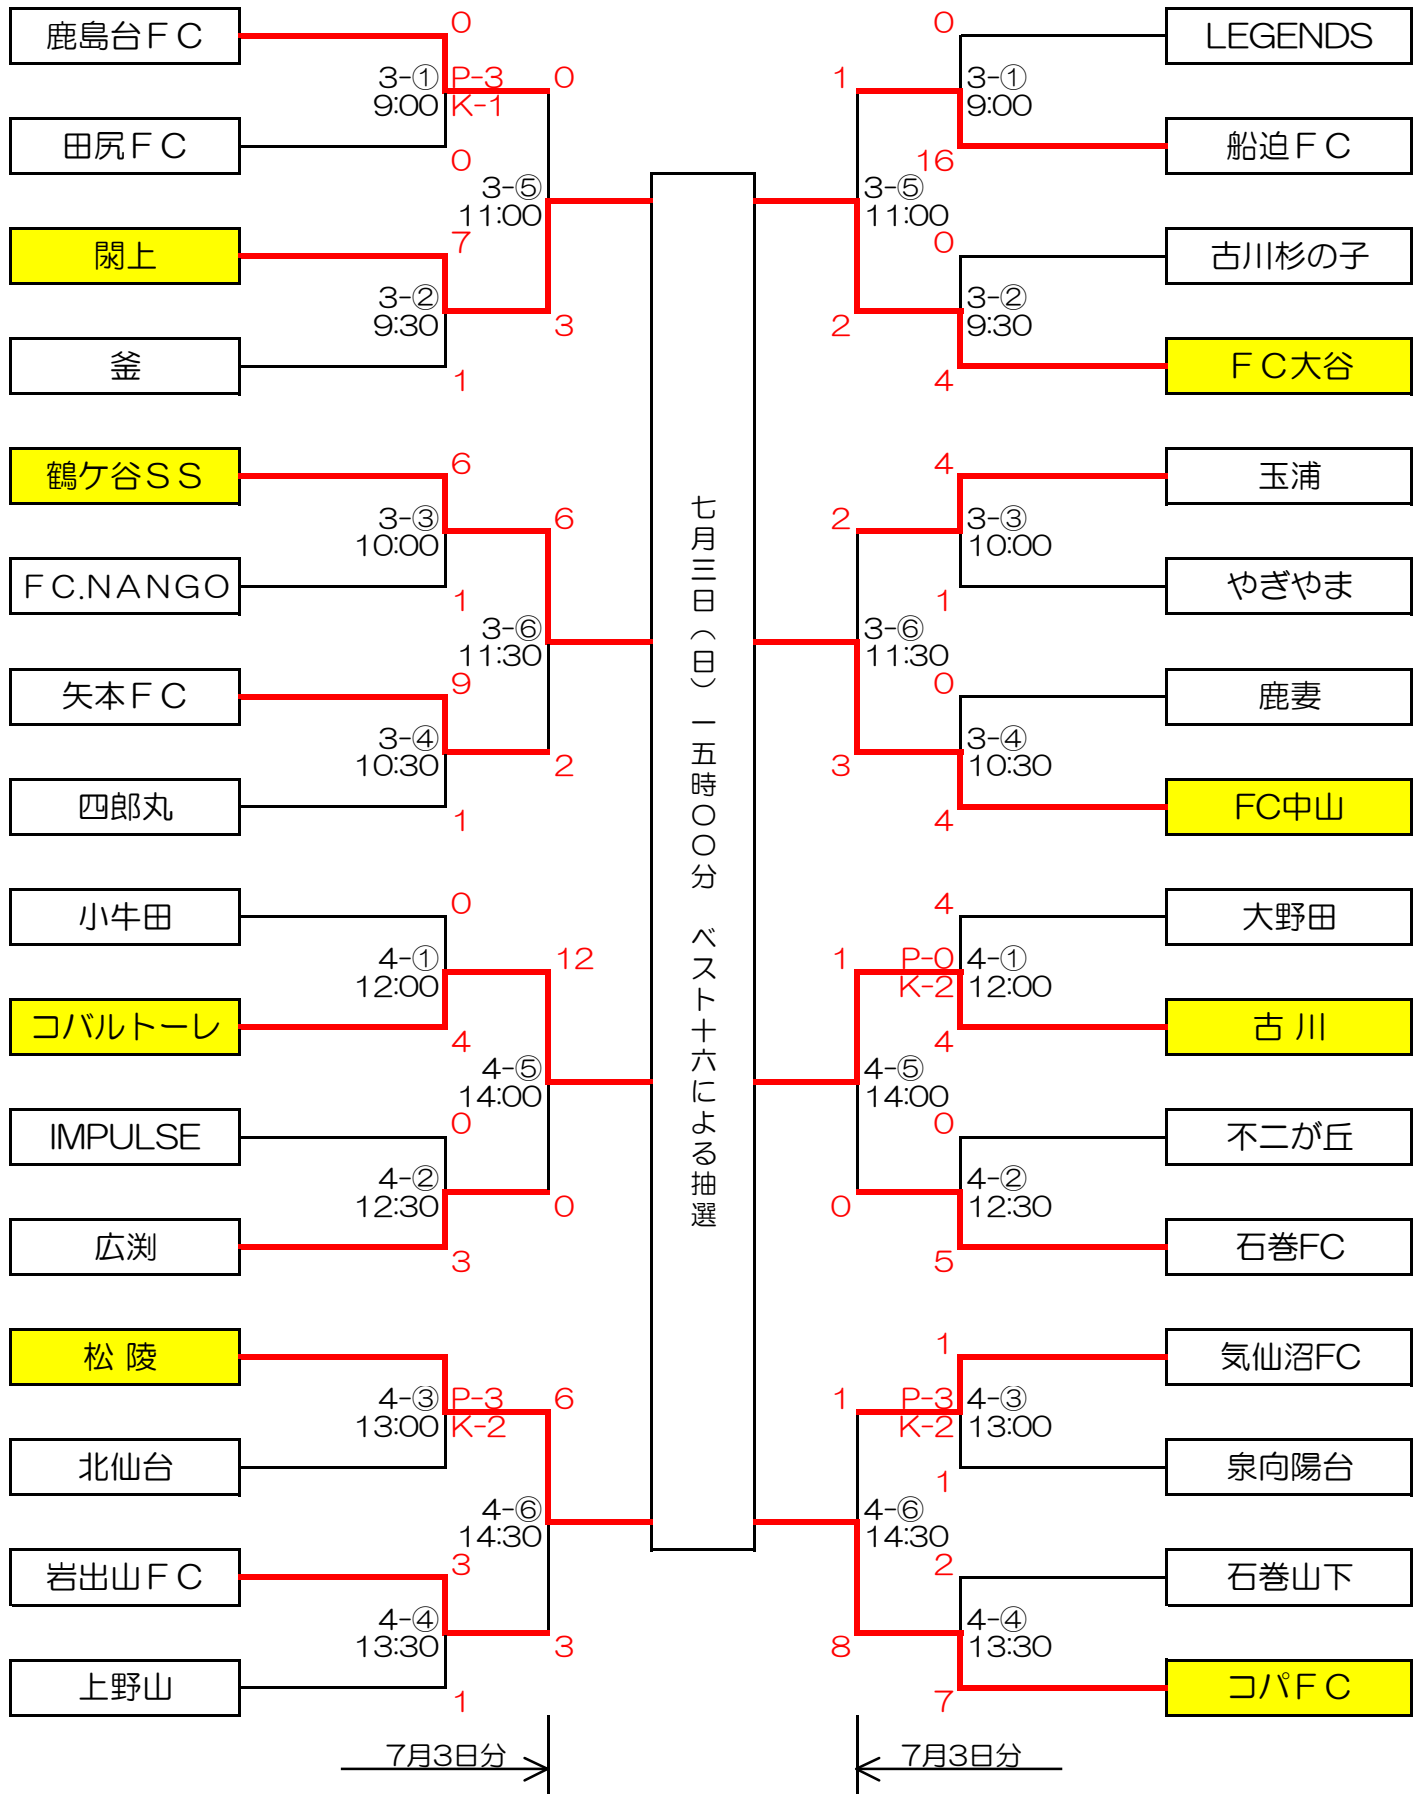 鹿島台ＦＣ
0
3-①
9:00
P-3
K-1
0
田尻ＦＣ
0
3-⑤
11:00
閖上
7
3-②
9:30
3
釜
1
鶴ケ谷ＳＳ
6
3-③
10:00
6
ＦＣ.ＮＡＮＧＯ
1
3-⑥
11:30
矢本ＦＣ
9
3-④
10:30
2
四郎丸
1
小牛田
0
4-①
12:00
12
コバルトーレ
4
4-⑤
14:00
IMPULSE
0
4-②
12:30
0
広渕
3
松 陵
4-③
13:00
P-3
K-2
6
北仙台
4-⑥
14:30
岩出山ＦＣ
3
4-④
13:30
3
上野山
1
7月3日分
七月三日（日）一五時〇〇分　ベスト十六による抽選
0
LEGENDS
1
3-①
9:00
16
船迫ＦＣ
3-⑤
11:00
0
古川杉の子
2
3-②
9:30
4
ＦＣ大谷
4
玉浦
2
3-③
10:00
1
やぎやま
3-⑥
11:30
0
鹿妻
3
3-④
10:30
4
FC中山
4
大野田
1
P-0
K-2
4-①
12:00
4
古 川
4-⑤
14:00
0
不二が丘
0
4-②
12:30
5
石巻FC
1
気仙沼FC
1
P-3
K-2
4-③
13:00
1
泉向陽台
4-⑥
14:30
2
石巻山下
8
4-④
13:30
7
コパＦＣ
7月3日分